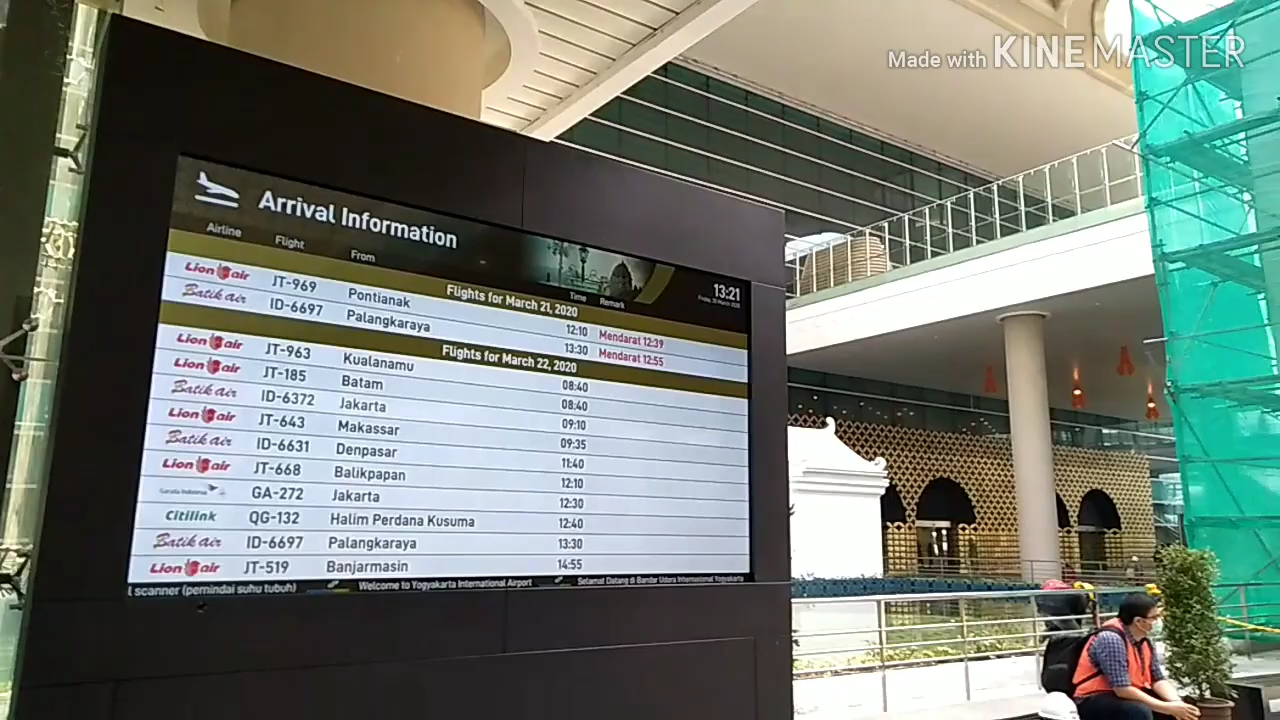 Made with KINEMASTER
Arrival Information
Airline Flight From Time Remark
13:21
Flights for March 21, 2020
Lion air JT-969 Pontianak 12:10 Mendarat 12:39
Batik air ID-6697 Palangkaraya 13:30 Mendarat 12:55
Flights for March 22, 2020
Lion air JT-963 Kualanamu 08:40
Lion air JT-185 Batam 08:40
Batik air ID-6372 Jakarta 09:10
Lion air JT-643 Makassar 09:35
Batik air ID-6631 Denpasar 11:40
Lion air JT-668 Balikpapan 12:10
Garuda Indonesia GA-272 Jakarta 12:30
Citilink QG-132 Halim Perdana Kusuma 12:40
Batik air ID-6697 Palangkaraya 13:30
Lion air JT-519 Banjarmasin 14:55
l scanner (pemindai suhu tubuh) Welcome to Yogyakarta International Airport Selamat Datang di Bandar Udara Internasional Yogyakarta